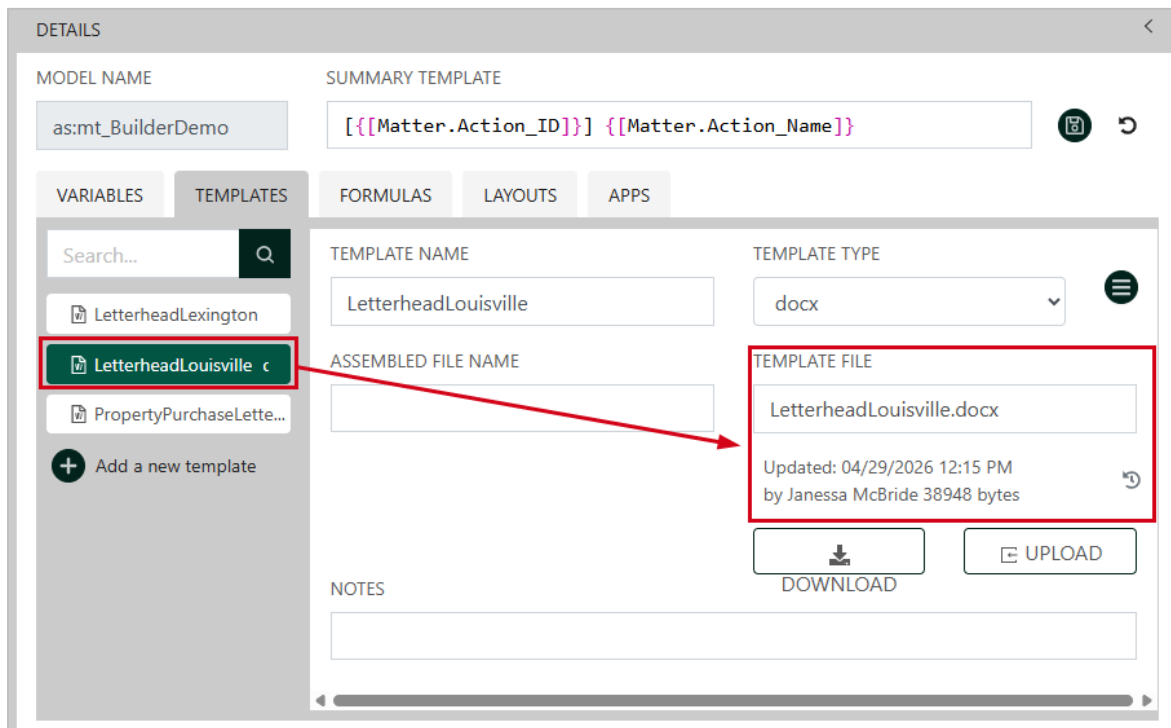 DETAILS
MODEL NAME
SUMMARY TEMPLATE
as:mt_BuilderDemo
[{[Matter.Action_ID]}] {[Matter.Action_Name]}
VARIABLES
TEMPLATES
FORMULAS
LAYOUTS
APPS
Search...
LetterheadLexington
LetterheadLouisville c
PropertyPurchaseLette...
Add a new template
TEMPLATE NAME
LetterheadLouisville
TEMPLATE TYPE
docx
ASSEMBLED FILE NAME
TEMPLATE FILE
LetterheadLouisville.docx
Updated: 04/29/2026 12:15 PM
by Janessa McBride 38948 bytes
DOWNLOAD
UPLOAD
NOTES